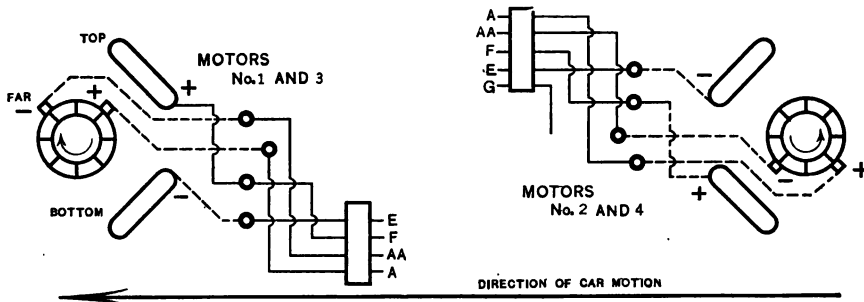 TOP
MOTORS
No.1 AND 3
+
+
FAR
-
BOTTOM
-
E
F
AA
A
A
AA
F
E
G
-
-
+
+
MOTORS
No. 2 AND 4
DIRECTION OF CAR MOTION